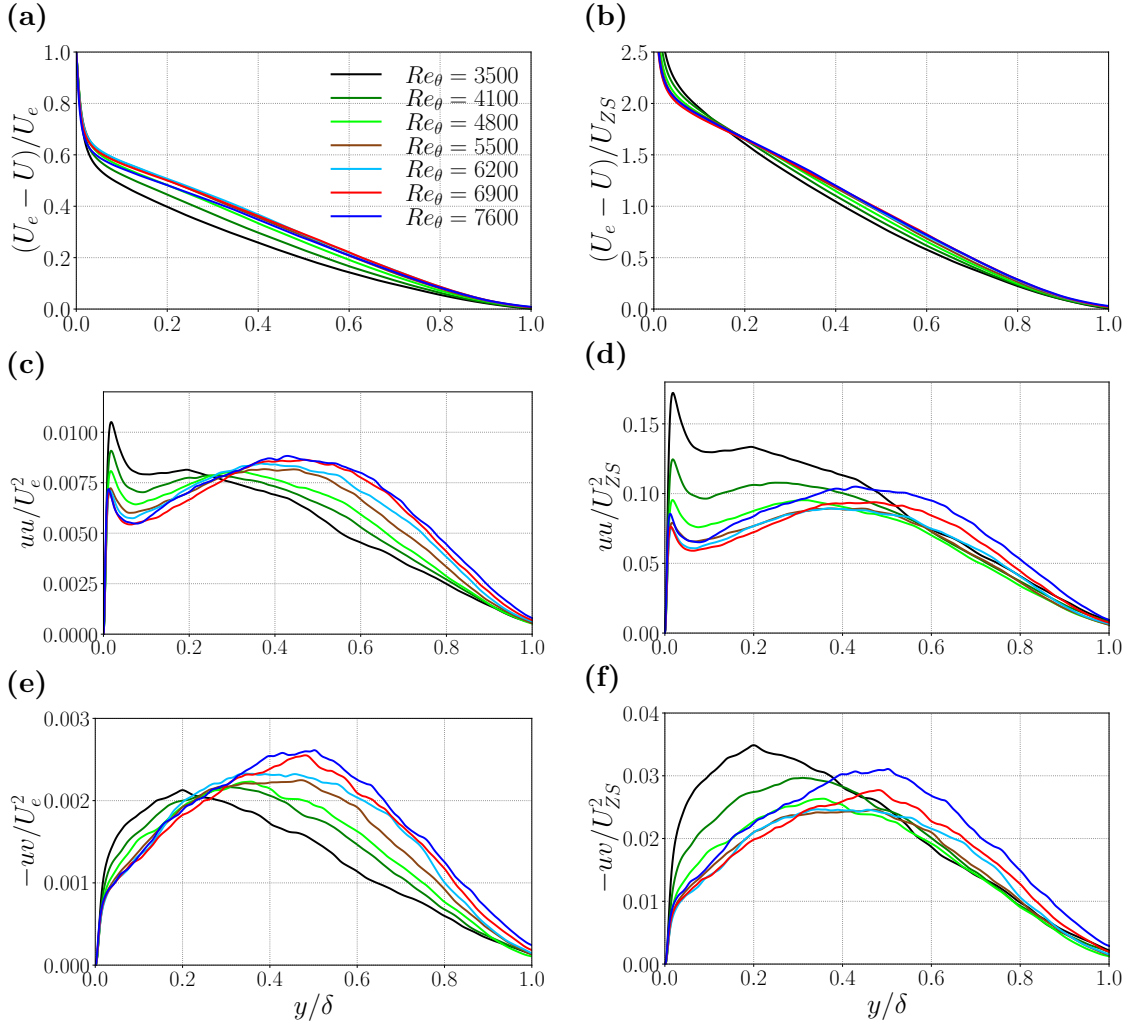 (a)
(U_e − U)/U_e
1.0
0.8
0.6
0.4
0.2
0.0
0.0 0.2 0.4 0.6 0.8 1.0
Re_θ = 3500
Re_θ = 4100
Re_θ = 4800
Re_θ = 5500
Re_θ = 6200
Re_θ = 6900
Re_θ = 7600
(b)
(U_e − U)/U_{ZS}
2.5
2.0
1.5
1.0
0.5
0.0
0.0 0.2 0.4 0.6 0.8 1.0
(c)
uu/U_e^2
0.0100
0.0075
0.0050
0.0025
0.0000
0.0 0.2 0.4 0.6 0.8 1.0
(d)
uu/U_{ZS}^2
0.15
0.10
0.05
0.00
0.0 0.2 0.4 0.6 0.8 1.0
(e)
−uv/U_e^2
0.003
0.002
0.001
0.000
0.0 0.2 0.4 0.6 0.8 1.0
y/δ
(f)
−uv/U_{ZS}^2
0.04
0.03
0.02
0.01
0.00
0.0 0.2 0.4 0.6 0.8 1.0
y/δ